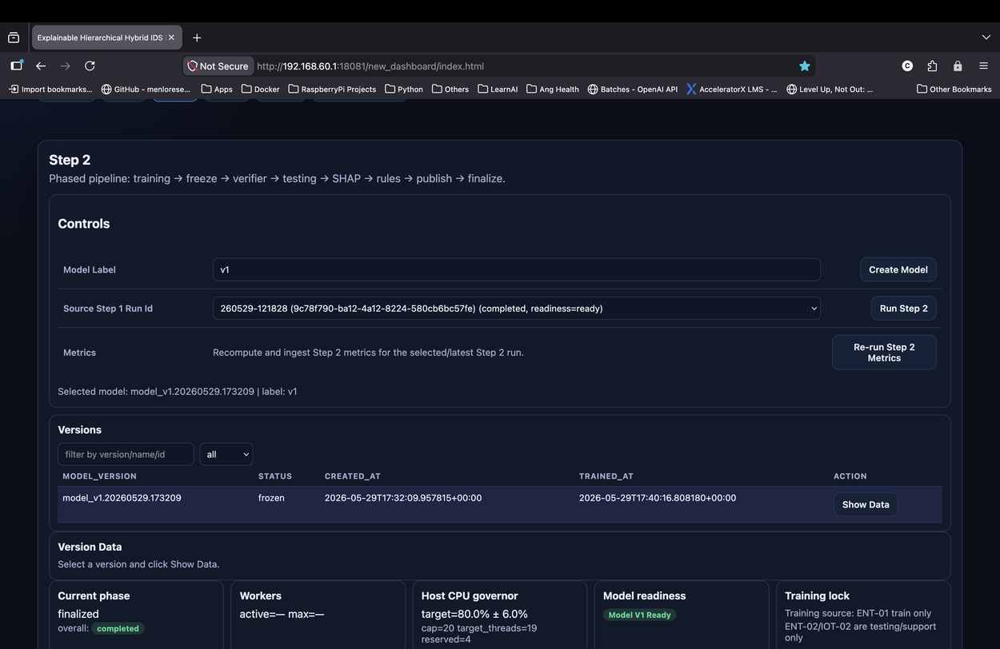 Explainable Hierarchical Hybrid IDS
Not Secure http://192.168.60.1:18081/new_dashboard/index.html
Import bookmarks... GitHub - menlorese... Apps Docker RaspberryPi Projects Python Others LearnAI Ang Health Batches - OpenAI API AcceleratorX LMS - ... Level Up, Not Out: ... Other Bookmarks
Step 2
Phased pipeline: training → freeze → verifier → testing → SHAP → rules → publish → finalize.
Controls
Model Label v1 Create Model
Source Step 1 Run Id 260529-121828 (9c78f790-ba12-4a12-8224-580cb6bc57fe) (completed, readiness=ready) Run Step 2
Metrics Recompute and ingest Step 2 metrics for the selected/latest Step 2 run. Re-run Step 2
Metrics
Selected model: model_v1.20260529.173209 | label: v1
Versions
filter by version/name/id all
MODEL_VERSION STATUS CREATED_AT TRAINED_AT ACTION
model_v1.20260529.173209 frozen 2026-05-29T17:32:09.957815+00:00 2026-05-29T17:40:16.808180+00:00 Show Data
Version Data
Select a version and click Show Data.
Current phase
finalized
overall: completed
Workers
active=— max=—
Host CPU governor
target=80.0% ± 6.0%
cap=20 target_threads=19
reserved=4
Model readiness
Model V1 Ready
Training lock
Training source: ENT-01 train only
ENT-02/IOT-02 are testing/support
only